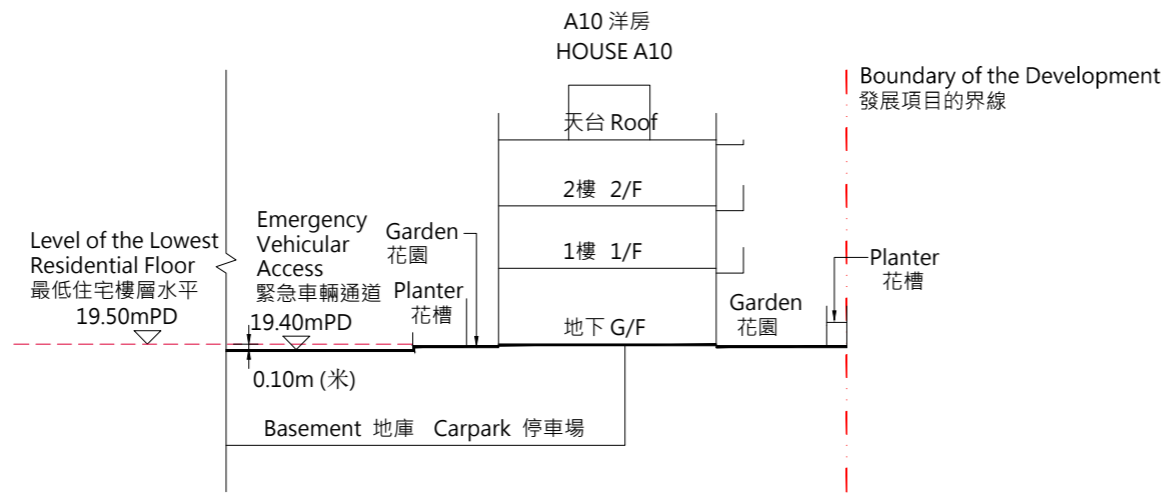 A10 洋房
HOUSE A10
Boundary of the Development
發展項目的界線
天台 Roof
2樓 2/F
1樓 1/F
地下 G/F
Level of the Lowest
Residential Floor
最低住宅樓層水平
19.50mPD
Emergency
Vehicular
Access
緊急車輛通道
19.40mPD
Garden
花園
Planter
花槽
Garden
花園
Planter
花槽
0.10m (米)
Basement 地庫 Carpark 停車場